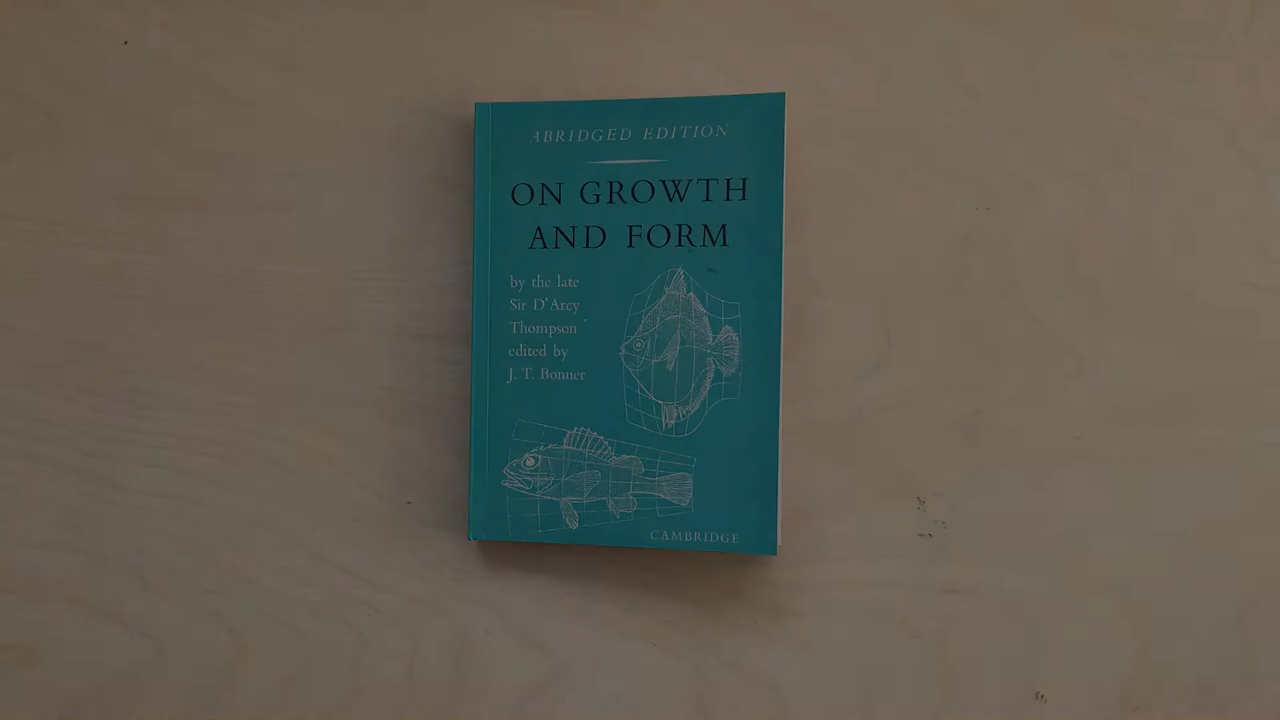 ABRIDGED EDITION
ON GROWTH
AND FORM
by the late
Sir D'Arcy
Thompson
edited by
J. T. Bonner
CAMBRIDGE